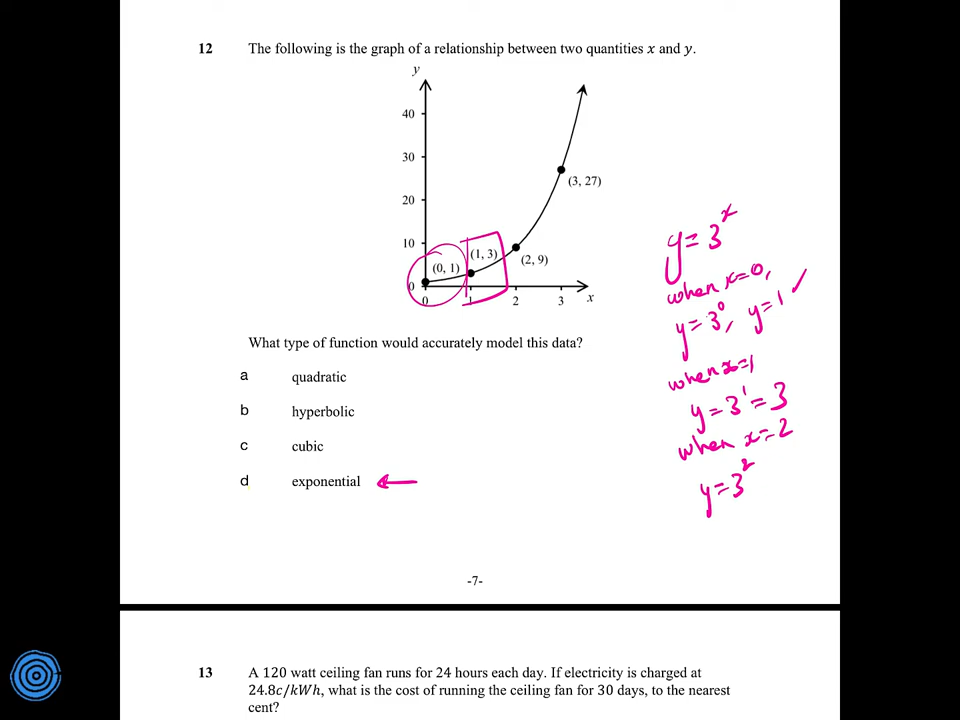 12 The following is the graph of a relationship between two quantities x and y.
y
40
30
(3, 27)
20
10
(1, 3)
(0, 1)
(2, 9)
0
0 1 2 3 x
y = 3^x
when x=0,
y = 3^0, y = 1 ✓
when x=1
y = 3^1 = 3
when x=2
y = 3^2
What type of function would accurately model this data?
a quadratic
b hyperbolic
c cubic
d exponential
-7-
13 A 120 watt ceiling fan runs for 24 hours each day. If electricity is charged at
24.8c/kWh, what is the cost of running the ceiling fan for 30 days, to the nearest
cent?